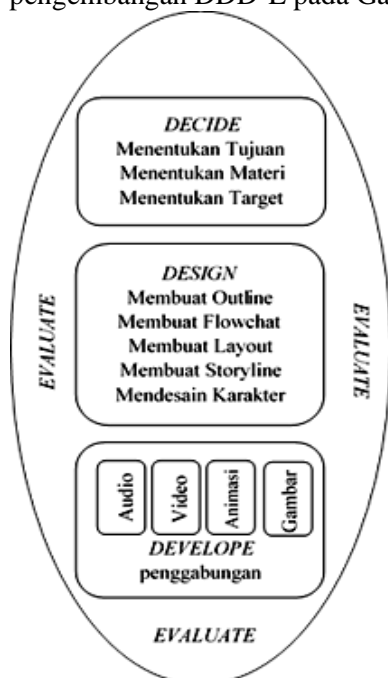 pengembangan DDD-E pada Ga
DECIDE
Menentukan Tujuan
Menentukan Materi
Menentukan Target
DESIGN
Membuat Outline
Membuat Flowchat
Membuat Layout
Membuat Storyline
Mendesain Karakter
EVALUATE
EVALUATE
Audio
Video
Animasi
Gambar
DEVELOPE
penggabungan
EVALUATE